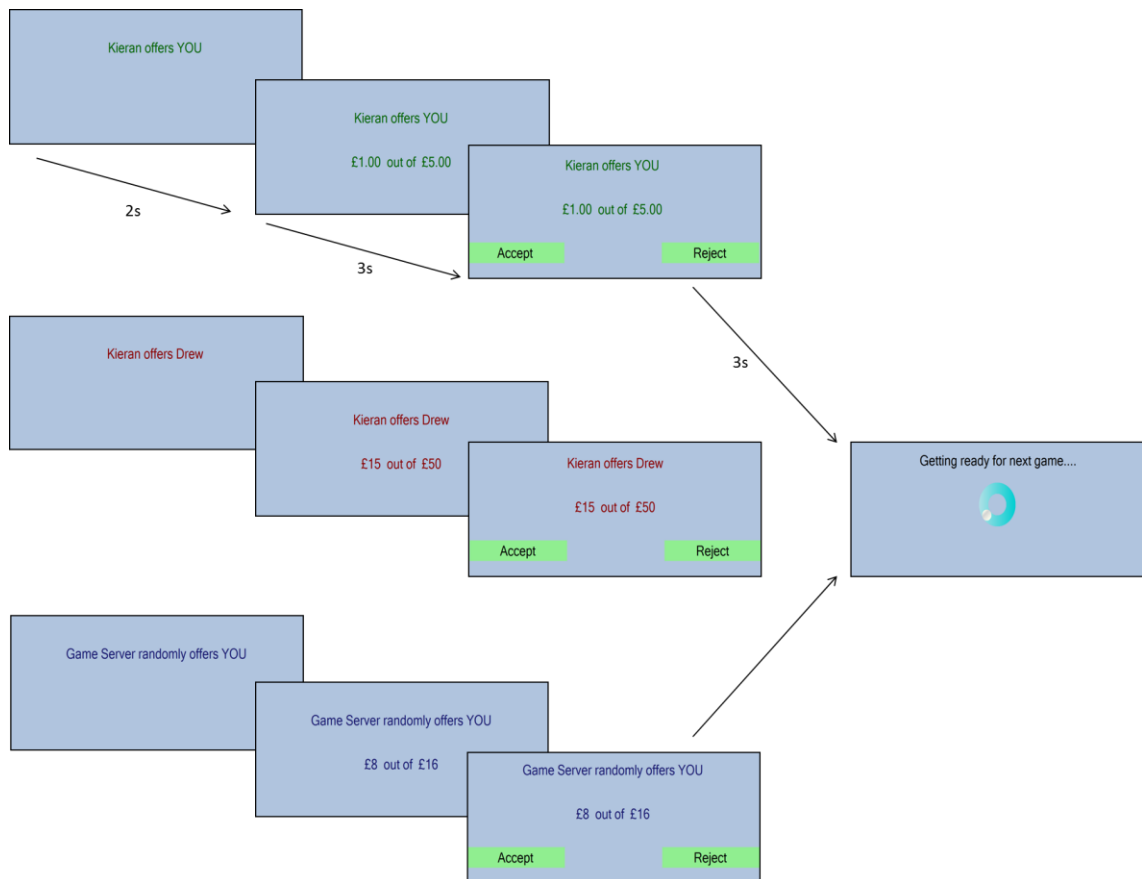 Kieran offers YOU
Kieran offers YOU
£1.00 out of £5.00
Kieran offers YOU
£1.00 out of £5.00
Accept Reject
2s
3s
3s
Kieran offers Drew
Kieran offers Drew
£15 out of £50
Kieran offers Drew
£15 out of £50
Accept Reject
Getting ready for next game....
Game Server randomly offers YOU
Game Server randomly offers YOU
£8 out of £16
Game Server randomly offers YOU
£8 out of £16
Accept Reject